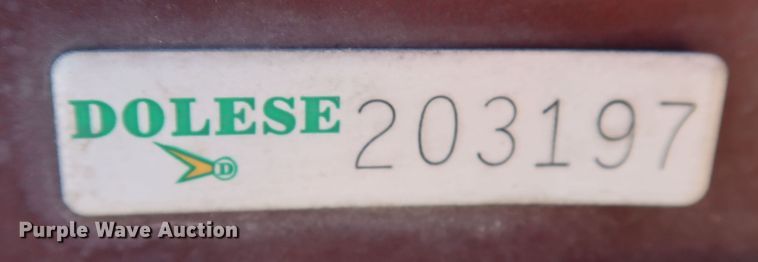 DOLESE 203197
D
Purple Wave Auction